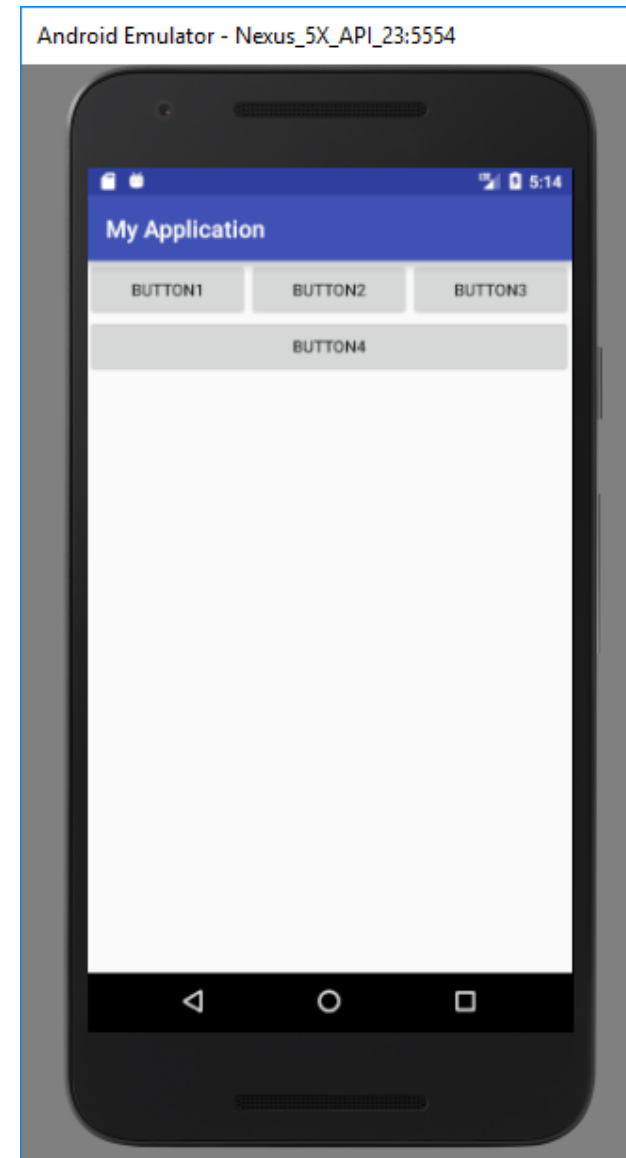 Android Emulator - Nexus_5X_API_23:5554
5:14
My Application
BUTTON1 BUTTON2 BUTTON3
BUTTON4